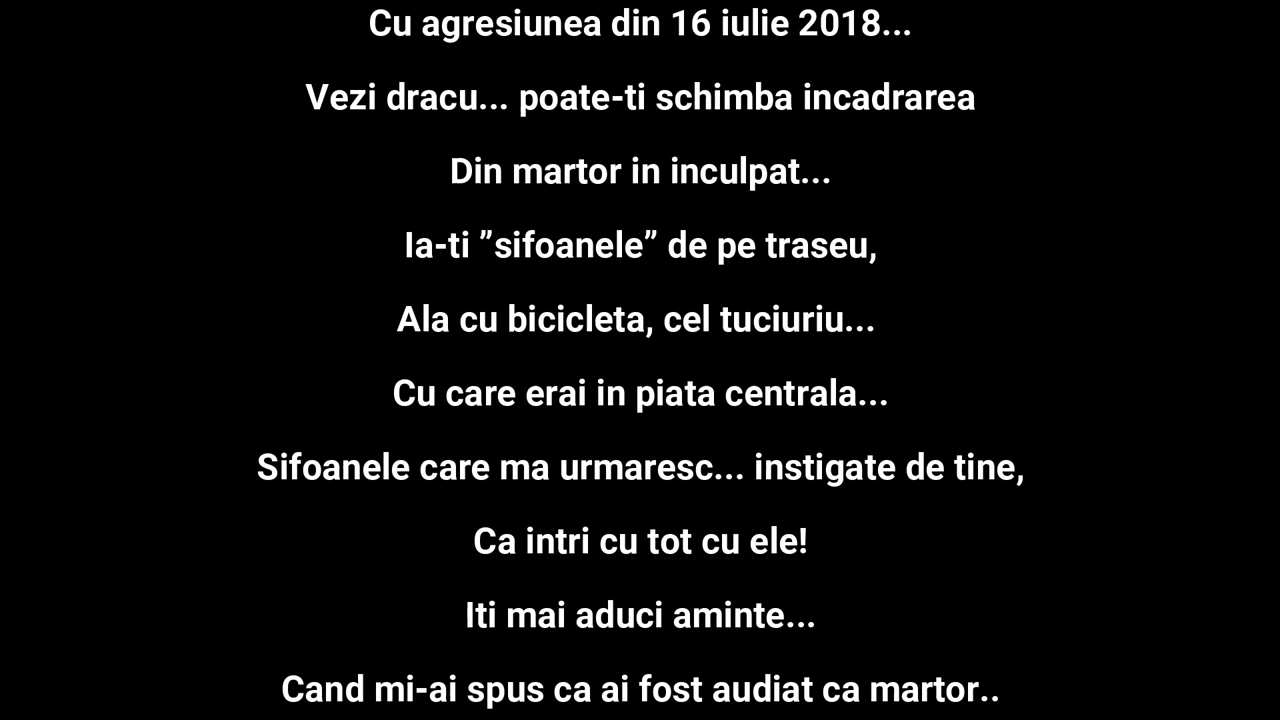 Cu agresiunea din 16 iulie 2018...
Vezi dracu... poate-ti schimba incadrarea
Din martor in inculpat...
Ia-ti ”sifoanele” de pe traseu,
Ala cu bicicleta, cel tuciuriu...
Cu care erai in piata centrala...
Sifoanele care ma urmaresc... instigate de tine,
Ca intri cu tot cu ele!
Iti mai aduci aminte...
Cand mi-ai spus ca ai fost audiat ca martor..